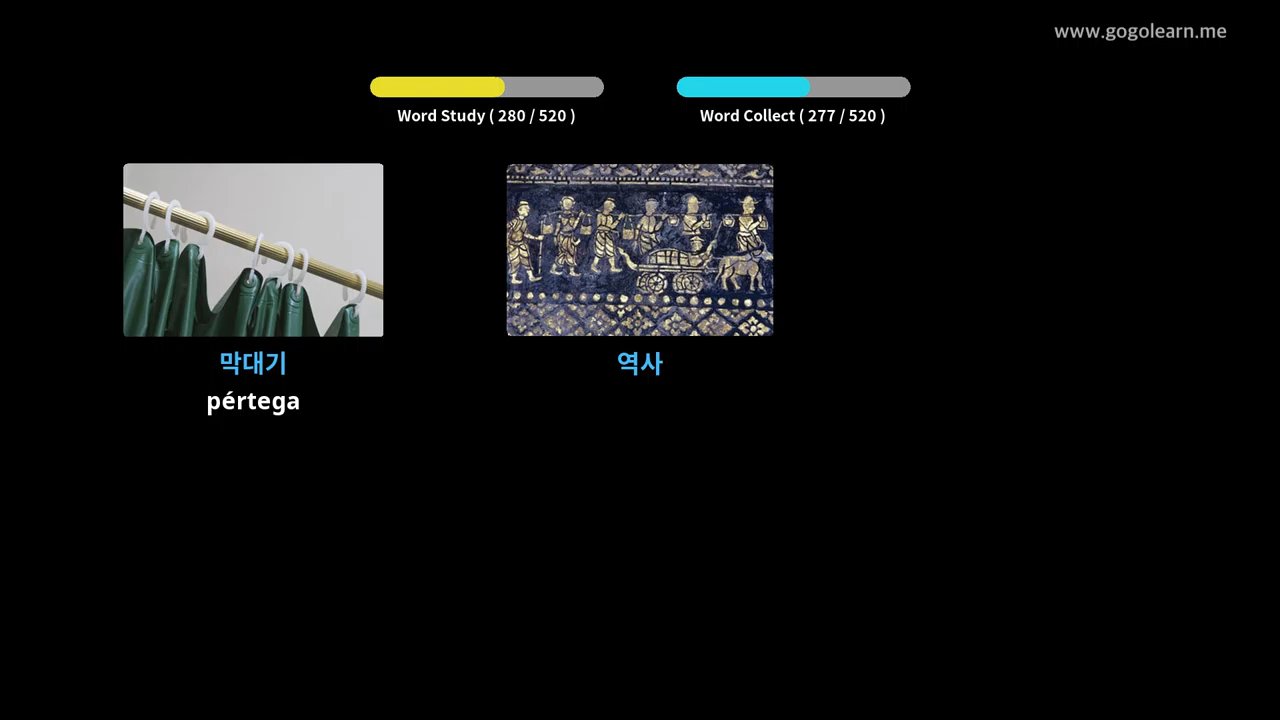 www.gogolearn.me
Word Study ( 280 / 520 )
Word Collect ( 277 / 520 )
막대기
역사
pértega